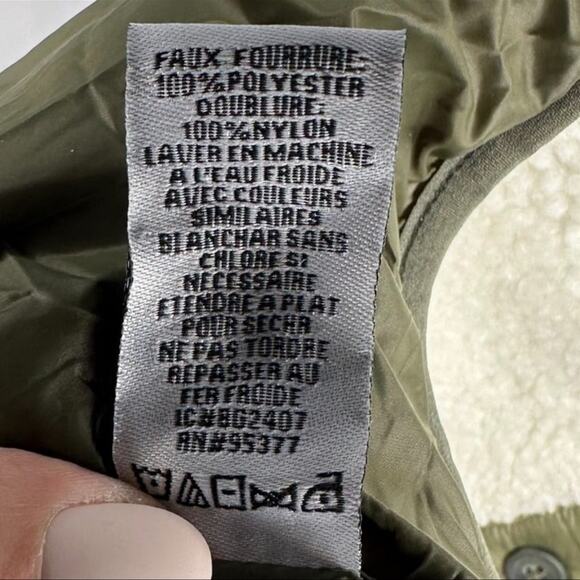 FAUX FOURRURE:
100%POLYESTER
DOUBLURE:
100%NYLON
LAVER EN MACHINE
A L'EAU FROIDE
AVEC COULEURS
SIMILAIRES
BLANCHAR SANS
CHLORE SI
NECESSAIRE
ETENDRE A PLAT
POUR SECHR
NE PAS TORDRE
REPASSER AU
FER FROIDE
IC#BG2407
RN#95377